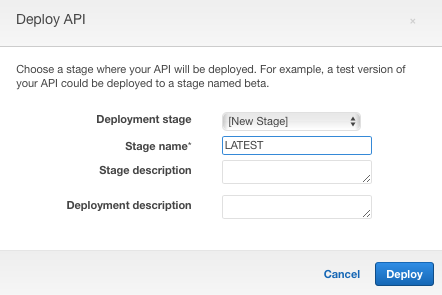 Deploy API
×
Choose a stage where your API will be deployed. For example, a test version of
your API could be deployed to a stage named beta.
Deployment stage [New Stage]
Stage name* LATEST
Stage description
Deployment description
Cancel Deploy